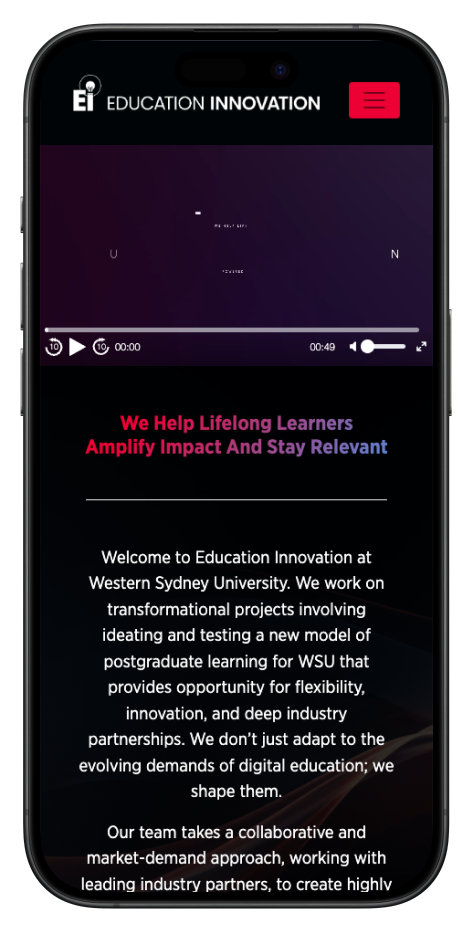 Ei EDUCATION INNOVATION
U
N
10
10
00:00
00:49
We Help Lifelong Learners
Amplify Impact And Stay Relevant
Welcome to Education Innovation at
Western Sydney University. We work on
transformational projects involving
ideating and testing a new model of
postgraduate learning for WSU that
provides opportunity for flexibility,
innovation, and deep industry
partnerships. We don’t just adapt to the
evolving demands of digital education; we
shape them.
Our team takes a collaborative and
market-demand approach, working with
leading industry partners, to create highly